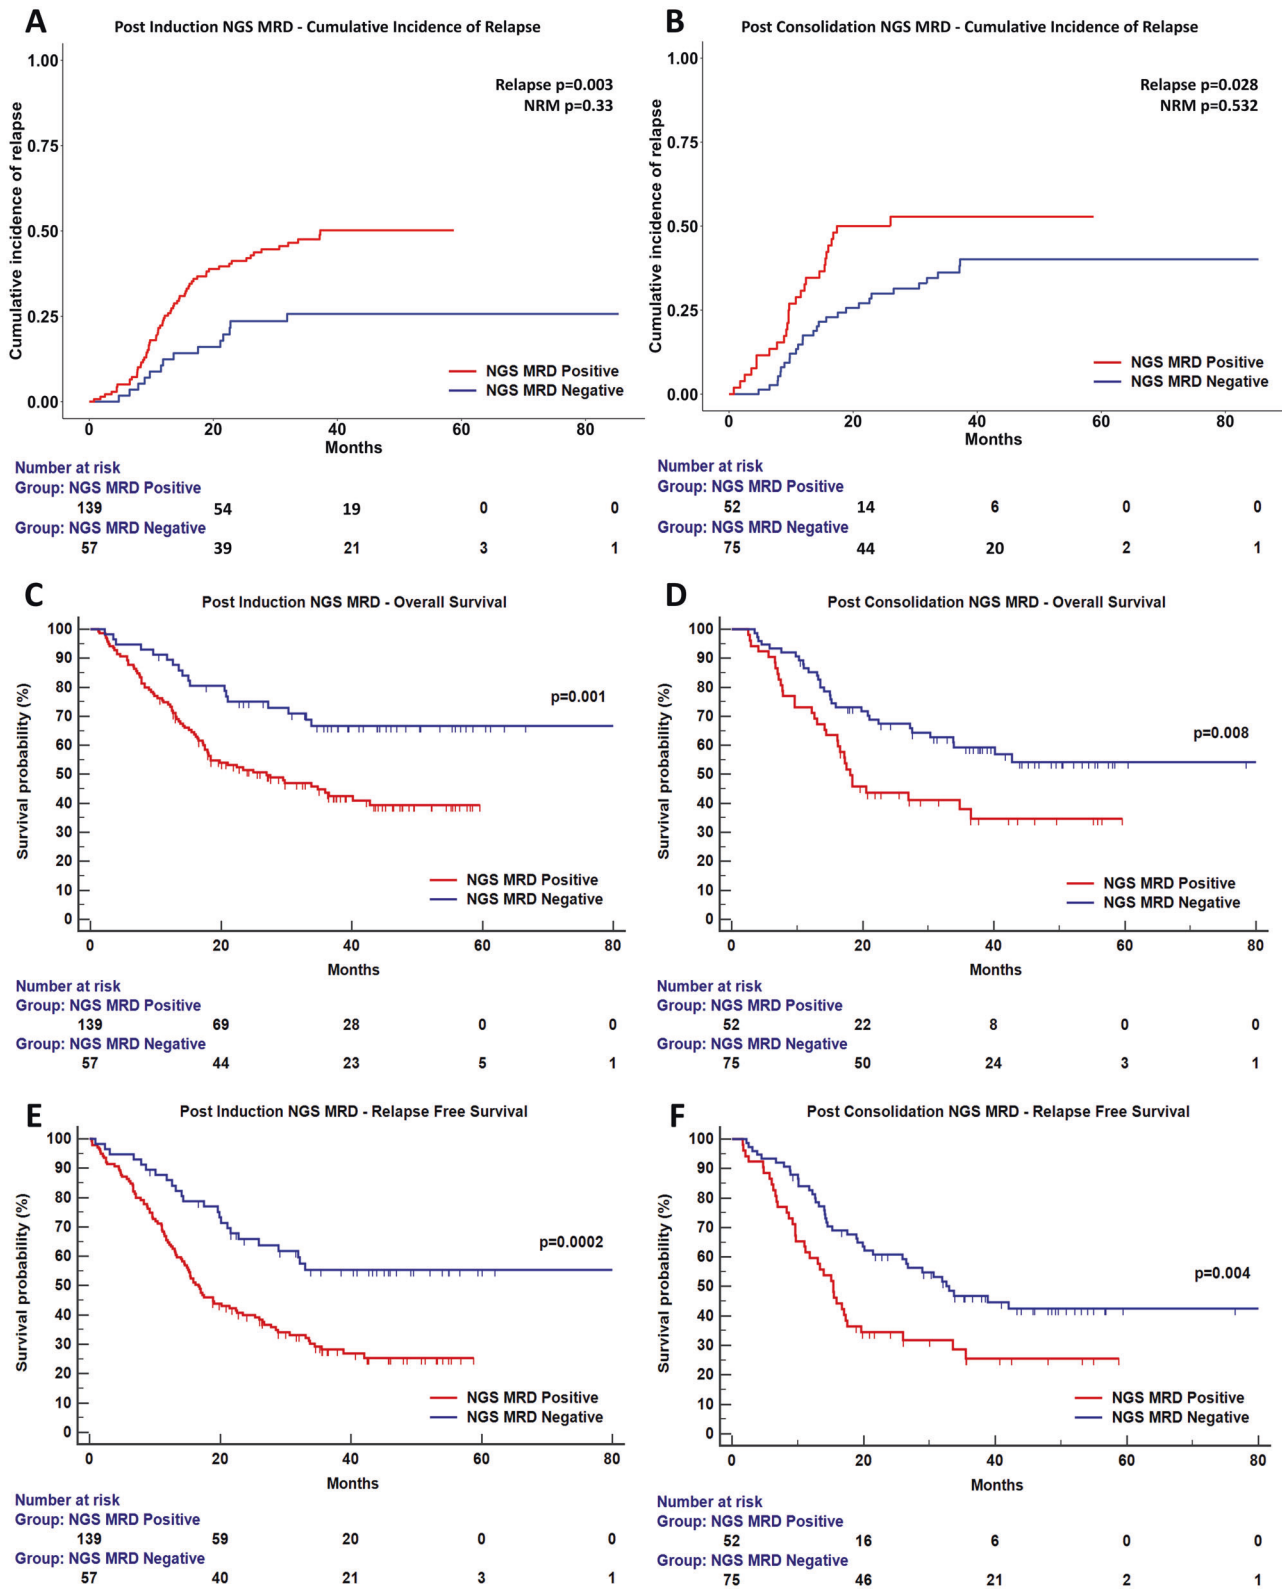 A
Post Induction NGS MRD - Cumulative Incidence of Relapse
Cumulative incidence of relapse
1.00
0.75
0.50
0.25
0.00
Relapse p=0.003
NRM p=0.33
NGS MRD Positive
NGS MRD Negative
0 20 40 60 80
Months
Number at risk
Group: NGS MRD Positive
139 54 19 0 0
Group: NGS MRD Negative
57 39 21 3 1
B
Post Consolidation NGS MRD - Cumulative Incidence of Relapse
Cumulative incidence of relapse
1.00
0.75
0.50
0.25
0.00
Relapse p=0.028
NRM p=0.532
NGS MRD Positive
NGS MRD Negative
0 20 40 60 80
Months
Number at risk
Group: NGS MRD Positive
52 14 6 0 0
Group: NGS MRD Negative
75 44 20 2 1
C
Post Induction NGS MRD - Overall Survival
Survival probability (%)
100
90
80
70
60
50
40
30
20
10
0
p=0.001
NGS MRD Positive
NGS MRD Negative
0 20 40 60 80
Months
Number at risk
Group: NGS MRD Positive
139 69 28 0 0
Group: NGS MRD Negative
57 44 23 5 1
D
Post Consolidation NGS MRD - Overall Survival
Survival probability (%)
100
90
80
70
60
50
40
30
20
10
0
p=0.008
NGS MRD Positive
NGS MRD Negative
0 20 40 60 80
Months
Number at risk
Group: NGS MRD Positive
52 22 8 0 0
Group: NGS MRD Negative
75 50 24 3 1
E
Post Induction NGS MRD - Relapse Free Survival
Survival probability (%)
100
90
80
70
60
50
40
30
20
10
0
p=0.0002
NGS MRD Positive
NGS MRD Negative
0 20 40 60 80
Months
Number at risk
Group: NGS MRD Positive
139 59 20 0 0
Group: NGS MRD Negative
57 40 21 3 1
F
Post Consolidation NGS MRD - Relapse Free Survival
Survival probability (%)
100
90
80
70
60
50
40
30
20
10
0
p=0.004
NGS MRD Positive
NGS MRD Negative
0 20 40 60 80
Months
Number at risk
Group: NGS MRD Positive
52 16 6 0 0
Group: NGS MRD Negative
75 46 21 2 1